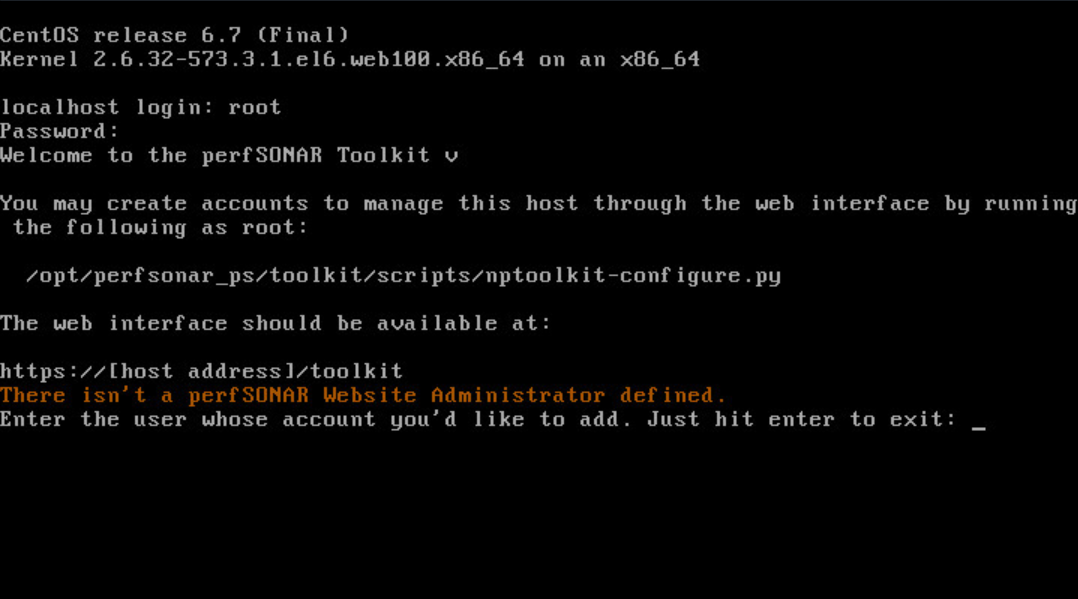 CentOS release 6.7 (Final)
Kernel 2.6.32-573.3.1.el6.web100.x86_64 on an x86_64
localhost login: root
Password:
Welcome to the perfSONAR Toolkit v
You may create accounts to manage this host through the web interface by running
the following as root:
/opt/perfsonar_ps/toolkit/scripts/nptoolkit-configure.py
The web interface should be available at:
https://[host address]/toolkit
There isn't a perfSONAR Website Administrator defined.
Enter the user whose account you'd like to add. Just hit enter to exit: _